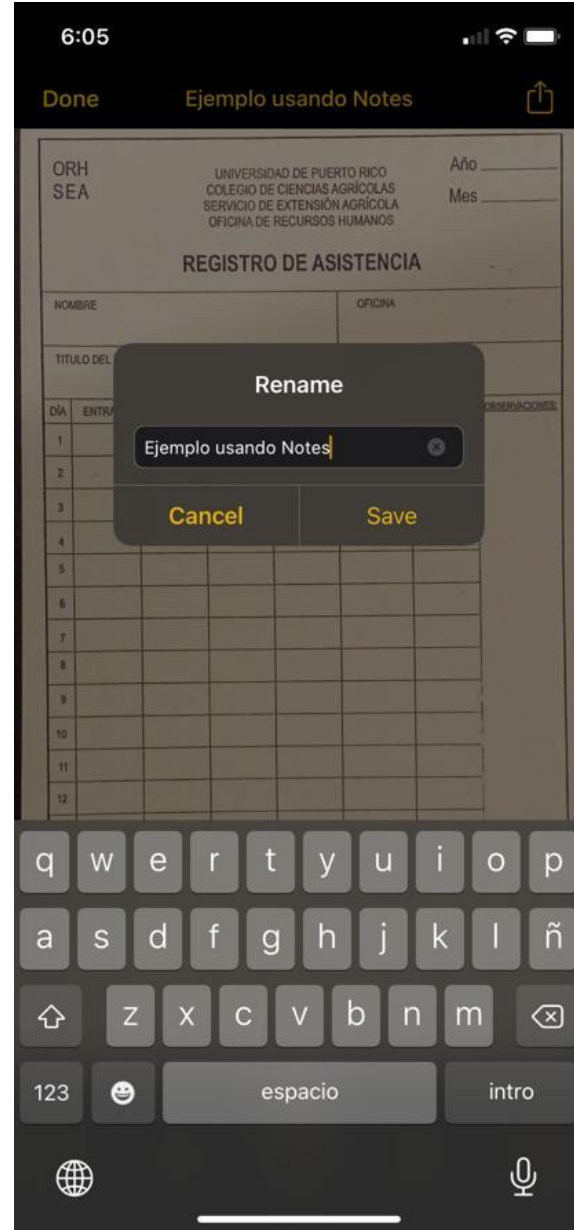 6:05
Done Ejemplo usando Notes
ORH
SEA
UNIVERSIDAD DE PUERTO RICO
COLEGIO DE CIENCIAS AGRÍCOLAS
SERVICIO DE EXTENSIÓN AGRÍCOLA
OFICINA DE RECURSOS HUMANOS
Año
Mes
REGISTRO DE ASISTENCIA
NOMBRE OFICINA
TITULO DEL
DÍA ENTRA OBSERVACIONES:
Rename
Ejemplo usando Notes
Cancel Save
1
2
3
4
5
6
7
8
9
10
11
12
q w e r t y u i o p
a s d f g h j k l ñ
z x c v b n m
123 espacio intro